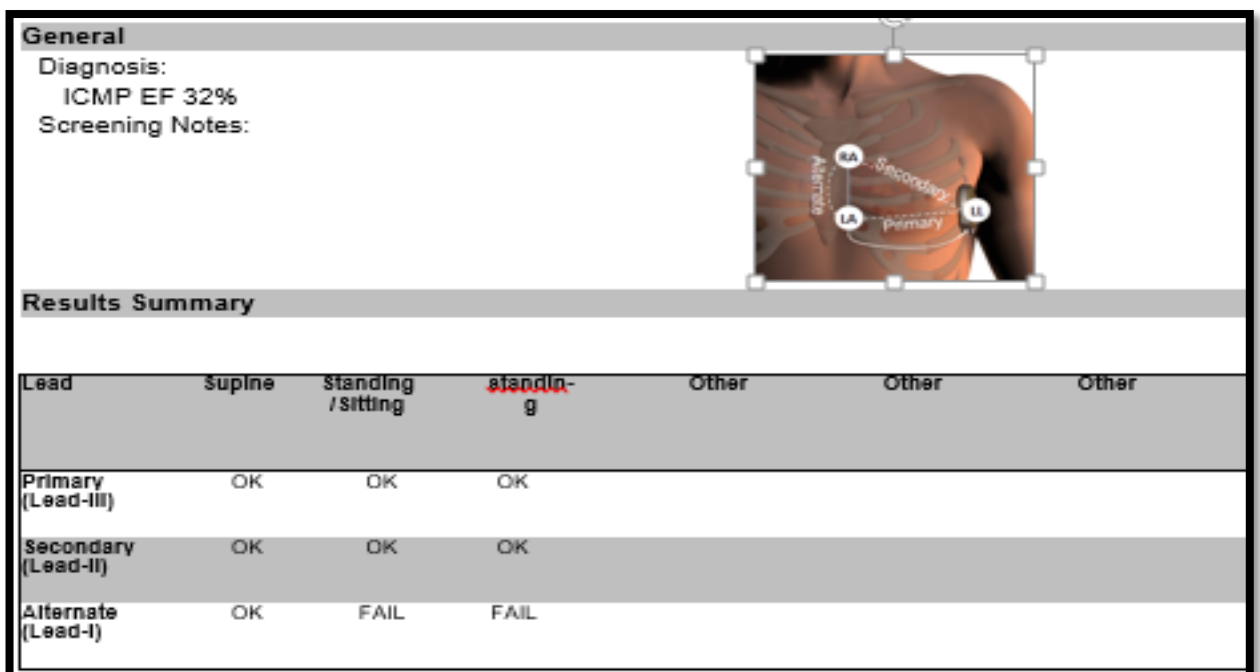 General
Diagnosis:
ICMP EF 32%
Screening Notes:
RA
Secondary
Alternate
LA
Primary
LL
Results Summary
Lead Supine Standing /Sitting standin-g Other Other Other
Primary (Lead-III) OK OK OK
Secondary (Lead-II) OK OK OK
Alternate (Lead-I) OK FAIL FAIL